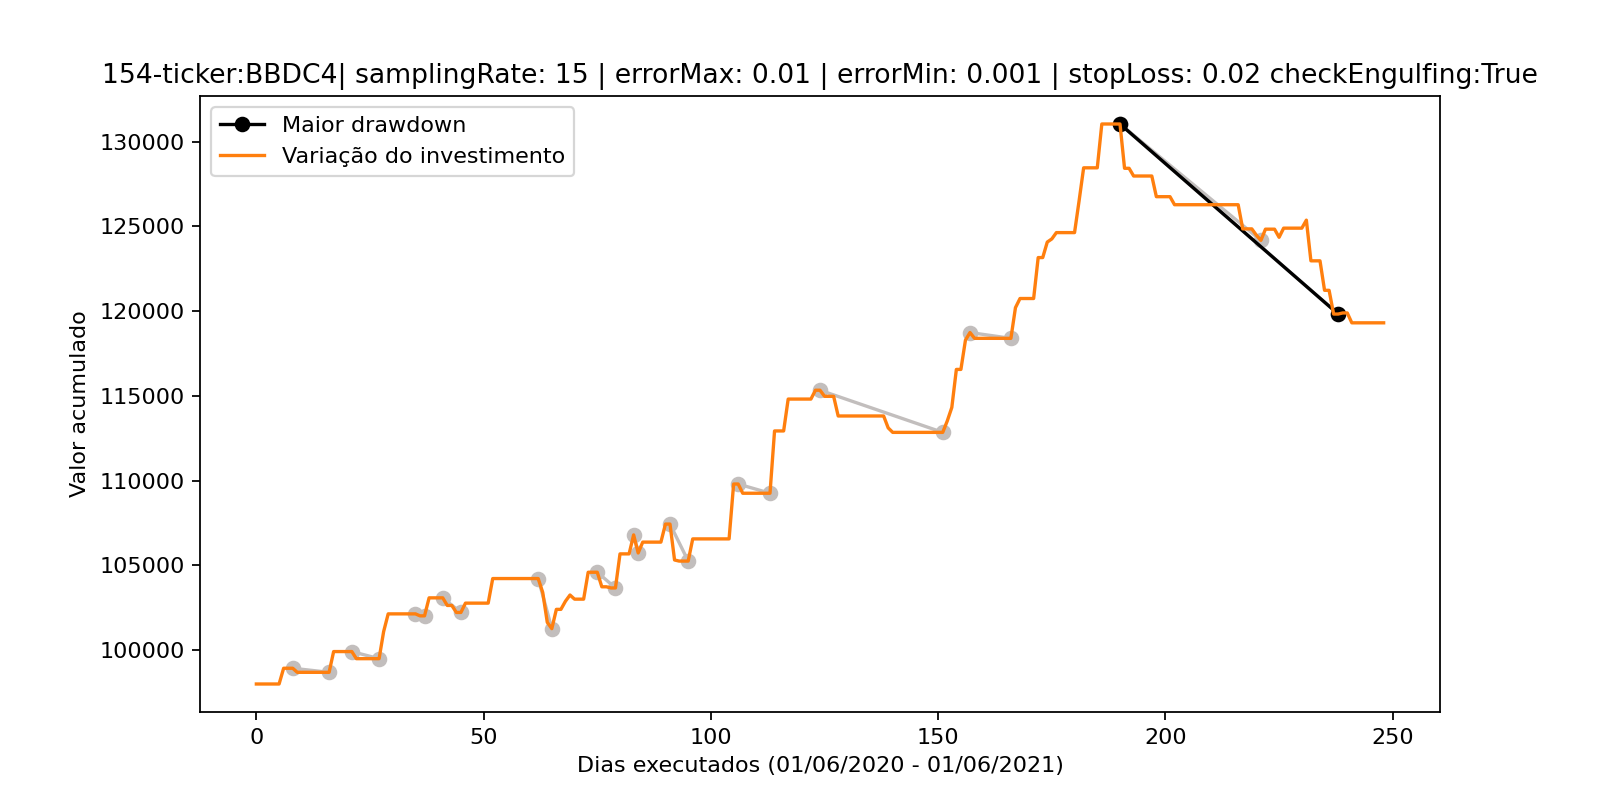 154-ticker:BBDC4| samplingRate: 15 | errorMax: 0.01 | errorMin: 0.001 | stopLoss: 0.02 checkEngulfing:True
Maior drawdown
Variação do investimento
130000
125000
120000
115000
110000
105000
100000
Valor acumulado
0 50 100 150 200 250
Dias executados (01/06/2020 - 01/06/2021)